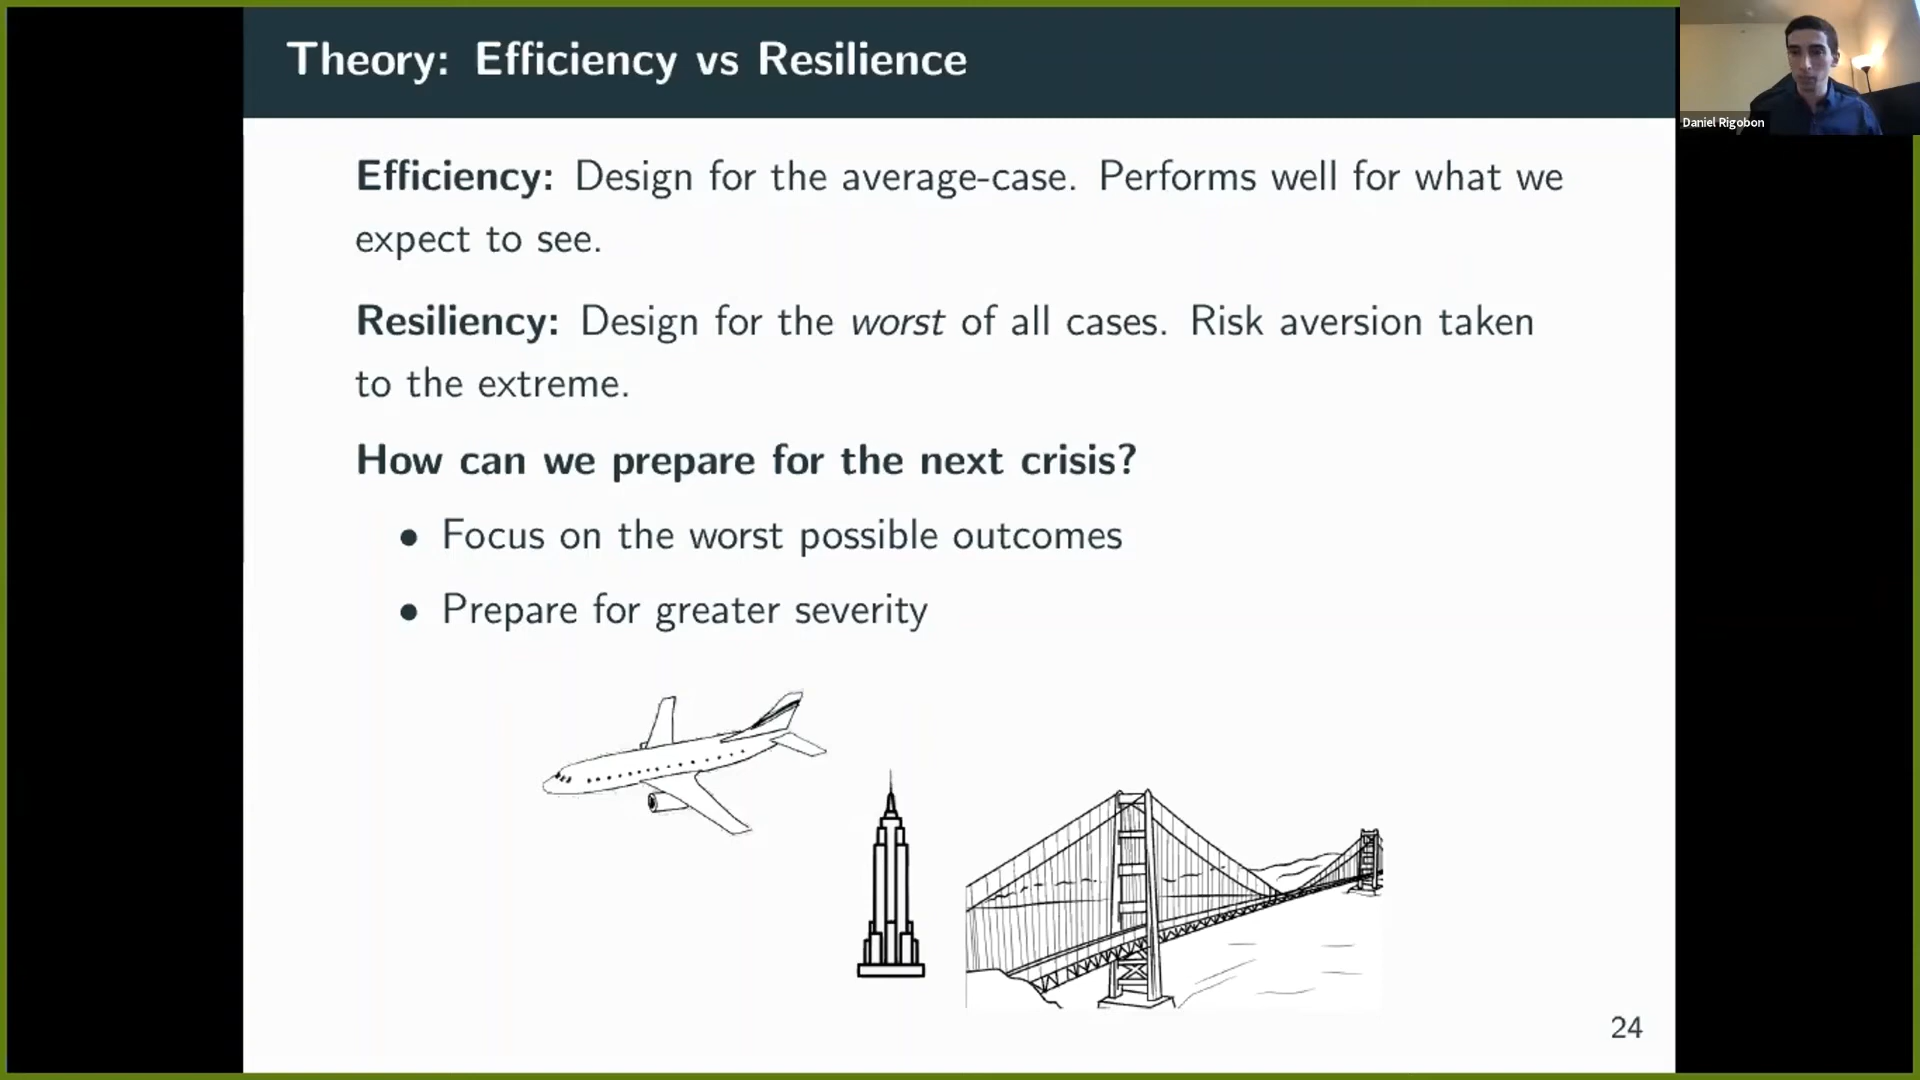 Theory: Efficiency vs Resilience
Daniel Rigobon
Efficiency: Design for the average-case. Performs well for what we
expect to see.
Resiliency: Design for the worst of all cases. Risk aversion taken
to the extreme.
How can we prepare for the next crisis?
• Focus on the worst possible outcomes
• Prepare for greater severity
24